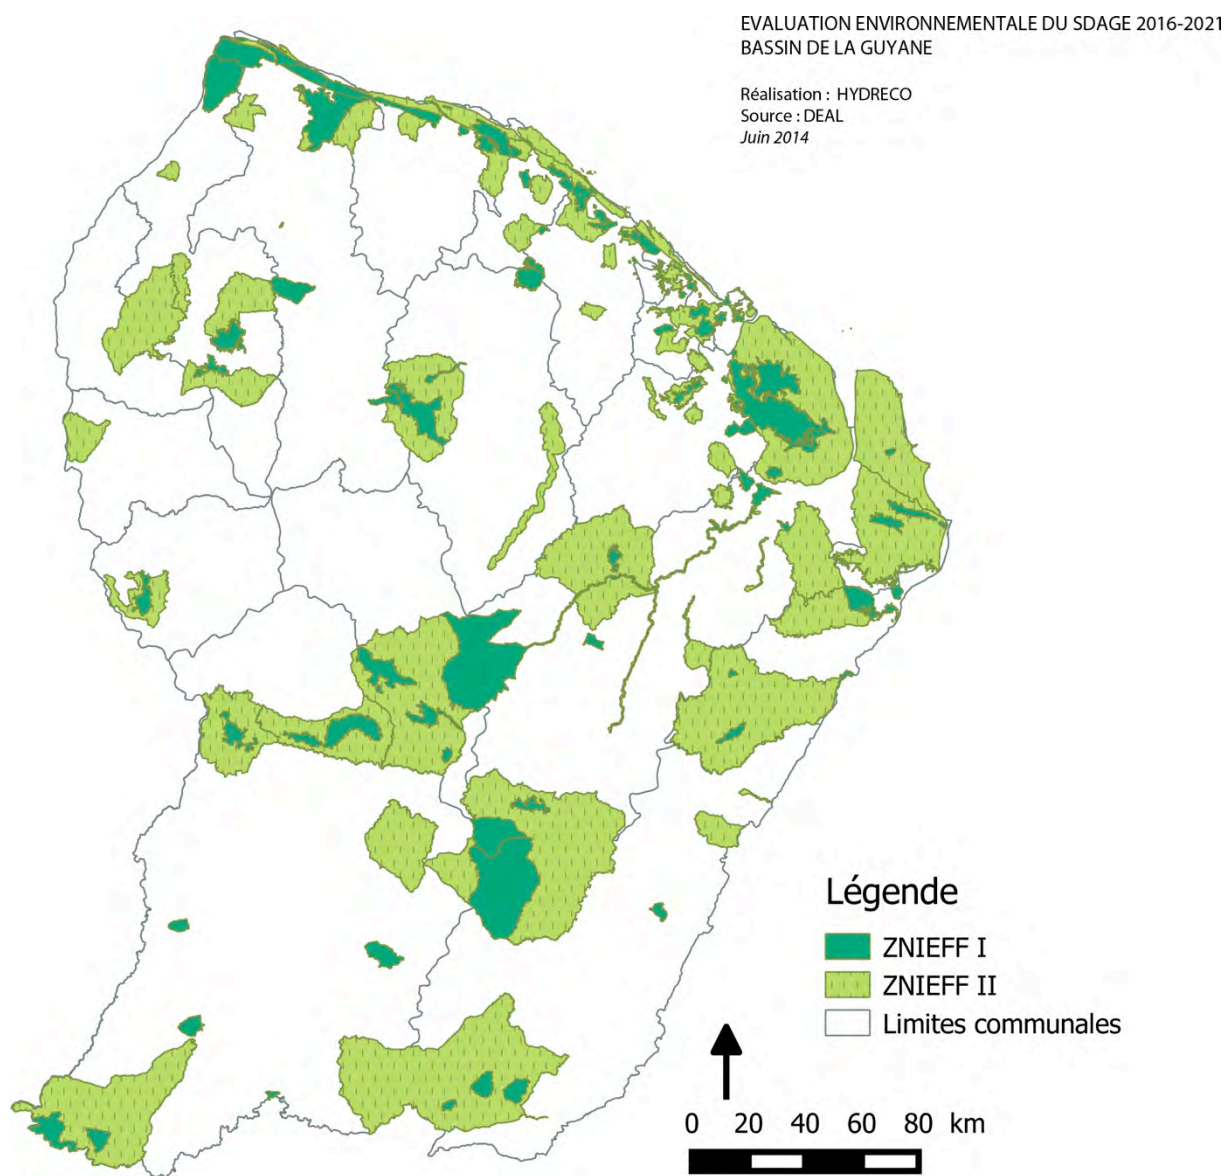 EVALUATION ENVIRONNEMENTALE DU SDAGE 2016-2021
BASSIN DE LA GUYANE
Réalisation : HYDRECO
Source : DEAL
Juin 2014
Légende
ZNIEFF I
ZNIEFF II
Limites communales
0 20 40 60 80 km